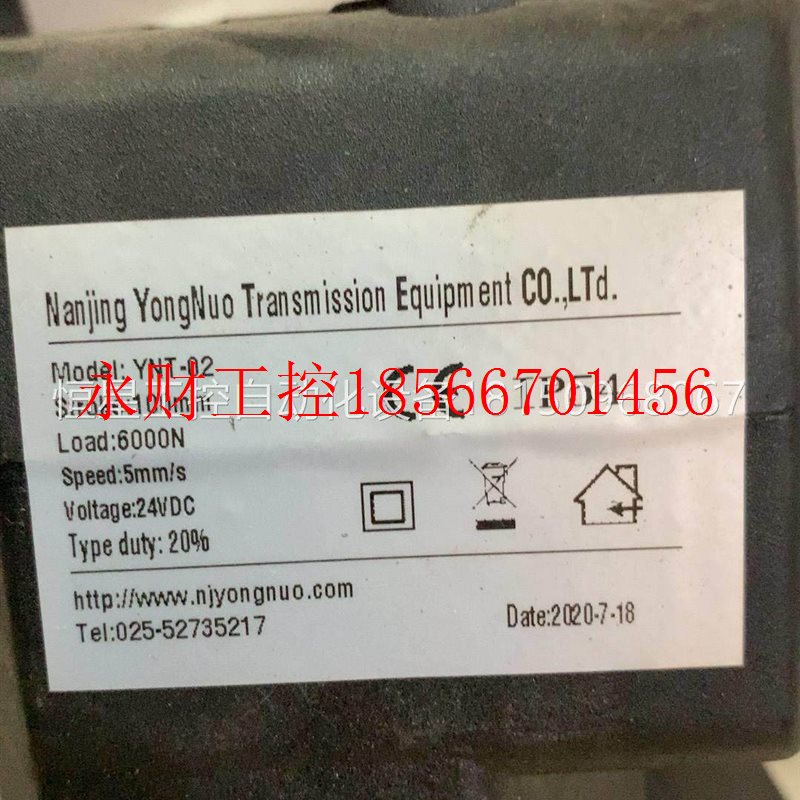 Nanjing YongNuo Transmission Equipment CO.,LTd.
Model: YNT-02
永财工控18566701456
CE IP54
Load:6000N
Speed:5mm/s
Voltage:24VDC
Type duty: 20%
http://www.njyongnuo.com
Tel:025-52735217
Date:2020-7-18